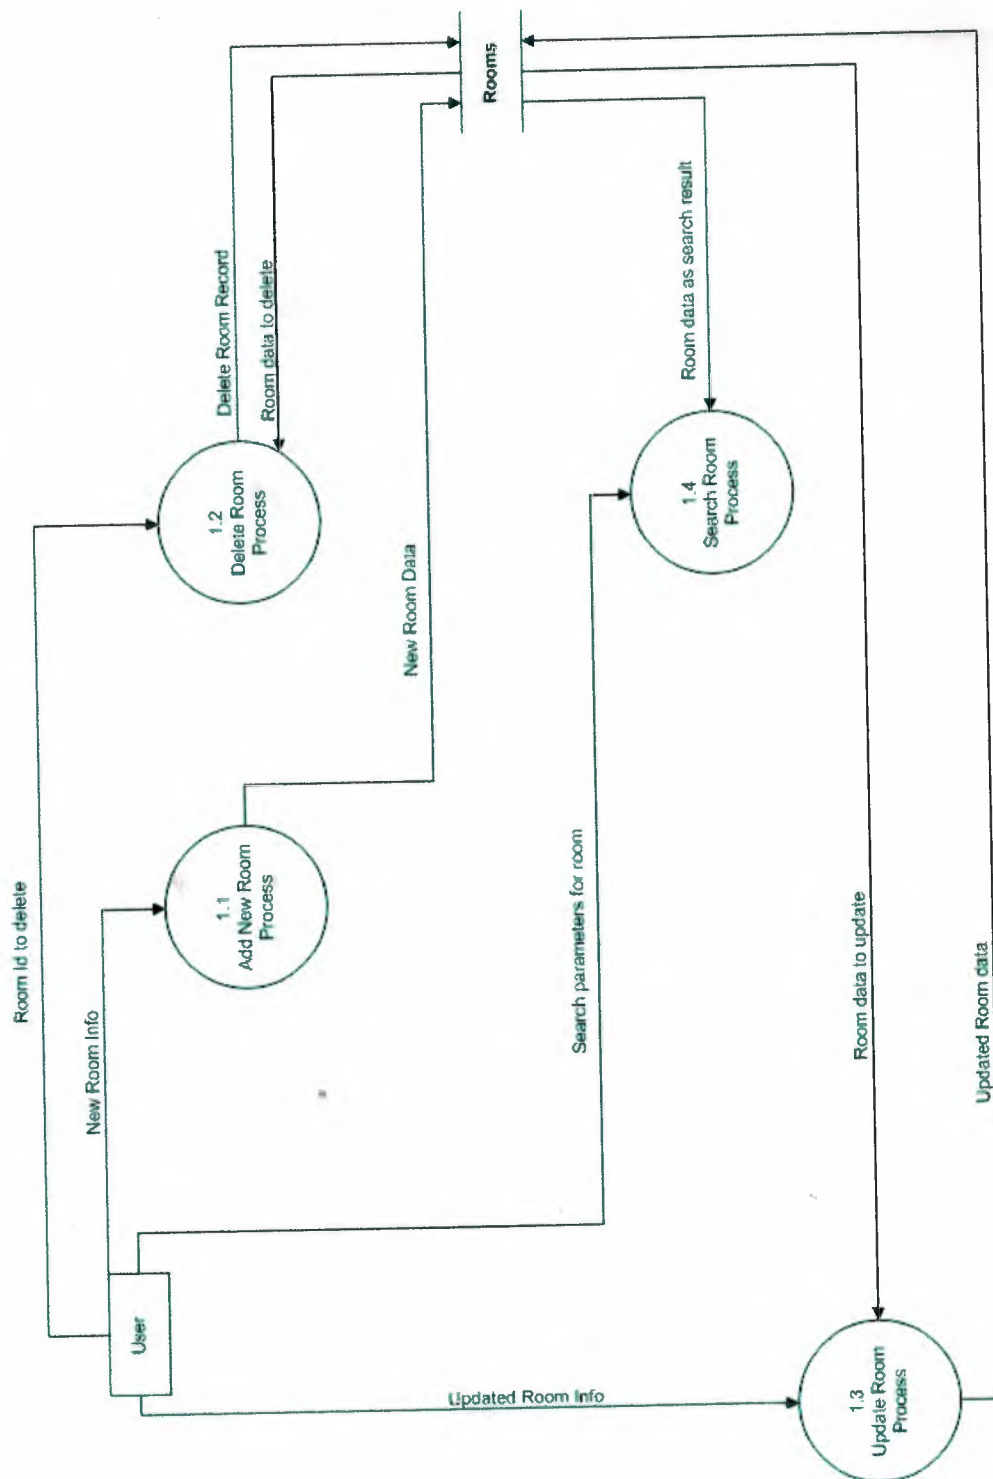 Room Id to delete
New Room Info
User
1.1
Add New Room
Process
1.2
Delete Room
Process
Delete Room Record
Room data to delete
New Room Data
Rooms
Search parameters for room
1.4
Search Room
Process
Room data as search result
Updated Room Info
1.3
Update Room
Process
Room data to update
Updated Room data